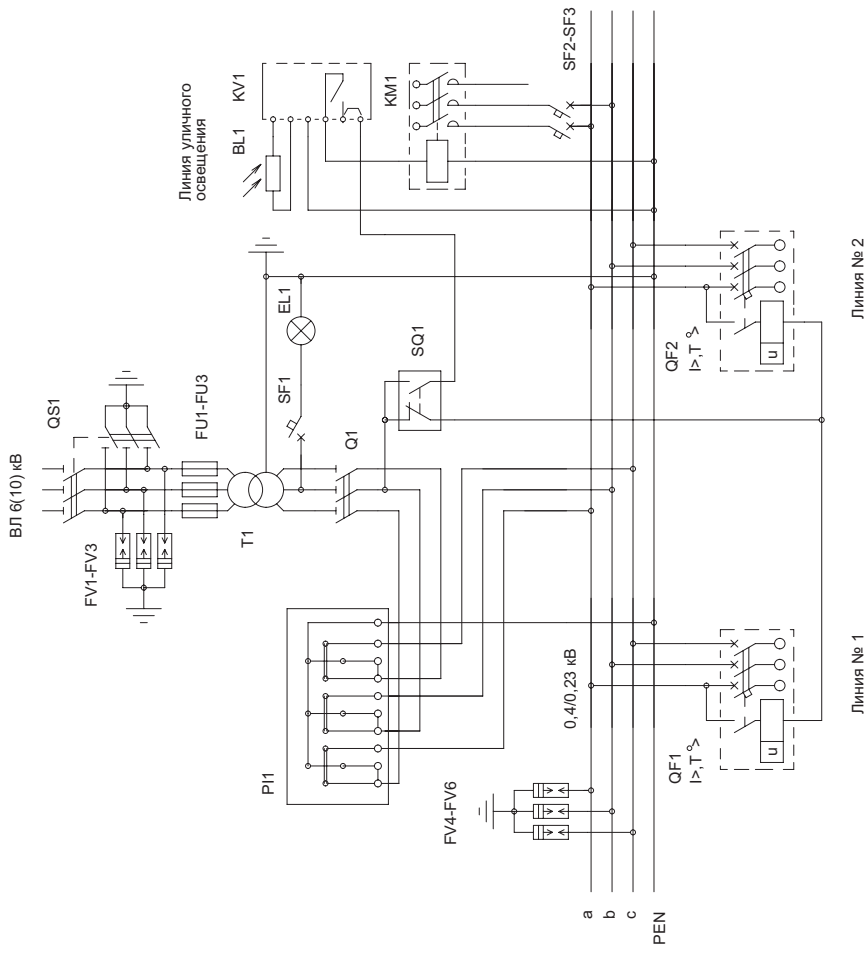 ВЛ 6(10) кВ
QS1
FV1-FV3
FU1-FU3
T1
SF1
EL1
Q1
SQ1
Линия уличного
освещения
BL1
KV1
KM1
SF2-SF3
PI1
FV4-FV6
0,4/0,23 кВ
a
b
c
PEN
QF1
I>,T°>
u
Линия № 1
QF2
I>,T°>
u
Линия № 2